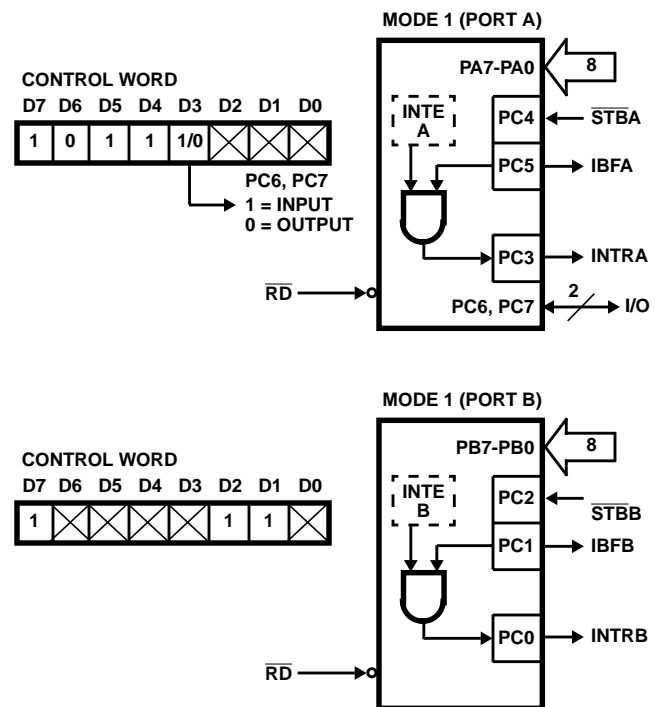 MODE 1 (PORT A)
CONTROL WORD
D7 D6 D5 D4 D3 D2 D1 D0
1 0 1 1 1/0
PC6, PC7
1 = INPUT
0 = OUTPUT
PA7-PA0
8
INTE
A
PC4
STBA
PC5
IBFA
PC3
INTRA
RD
PC6, PC7
2
I/O
MODE 1 (PORT B)
CONTROL WORD
D7 D6 D5 D4 D3 D2 D1 D0
1 1 1
PB7-PB0
8
INTE
B
PC2
STBB
PC1
IBFB
PC0
INTRB
RD